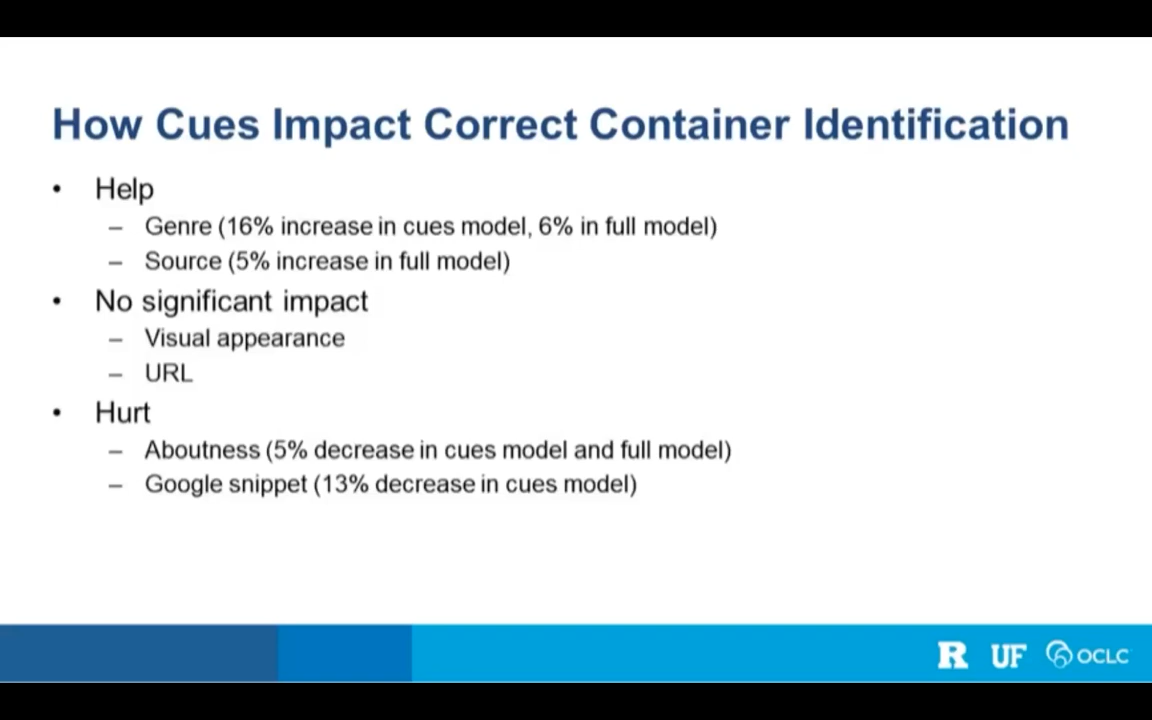 How Cues Impact Correct Container Identification
• Help
– Genre (16% increase in cues model, 6% in full model)
– Source (5% increase in full model)
• No significant impact
– Visual appearance
– URL
• Hurt
– Aboutness (5% decrease in cues model and full model)
– Google snippet (13% decrease in cues model)
R UF OCLC